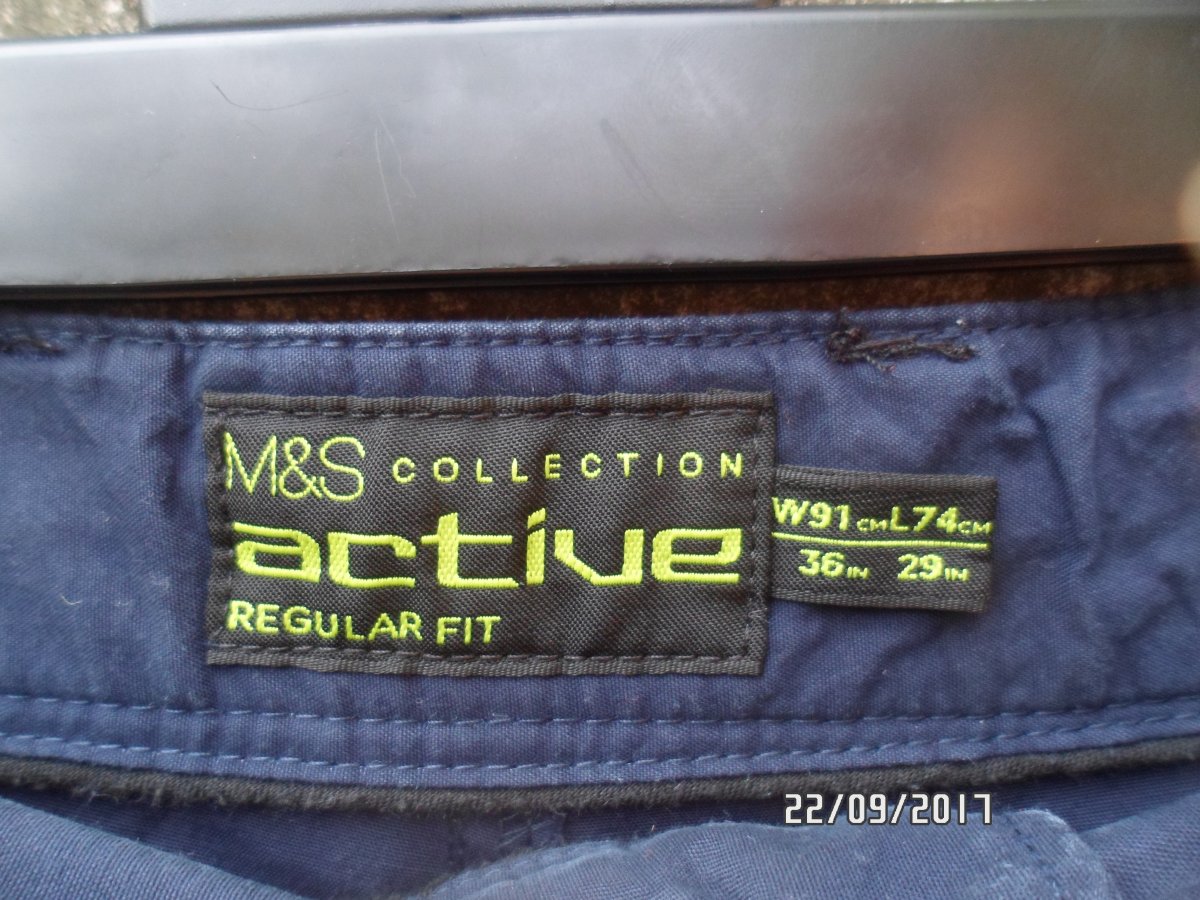 M&S COLLECTION
active
REGULAR FIT
W91CM L74CM
36IN 29IN
22/09/2017